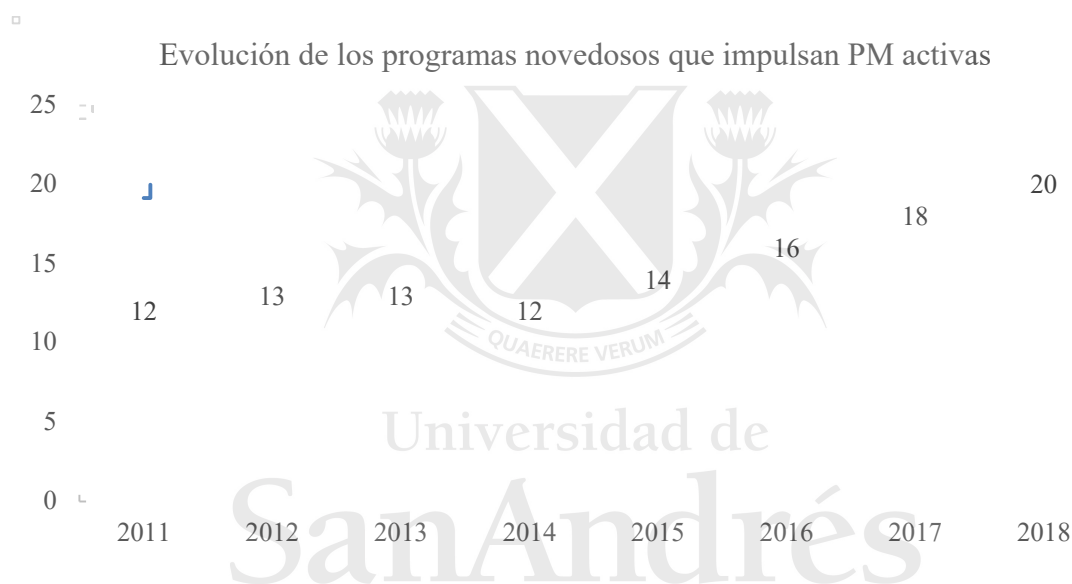 Evolución de los programas novedosos que impulsan PM activas
25
20
20
18
16
15
14
13
13
12
12
10
QUAERERE VERUM
5
Universidad de
0
2011 2012 2013 2014 2015 2016 2017 2018
SanAndrés